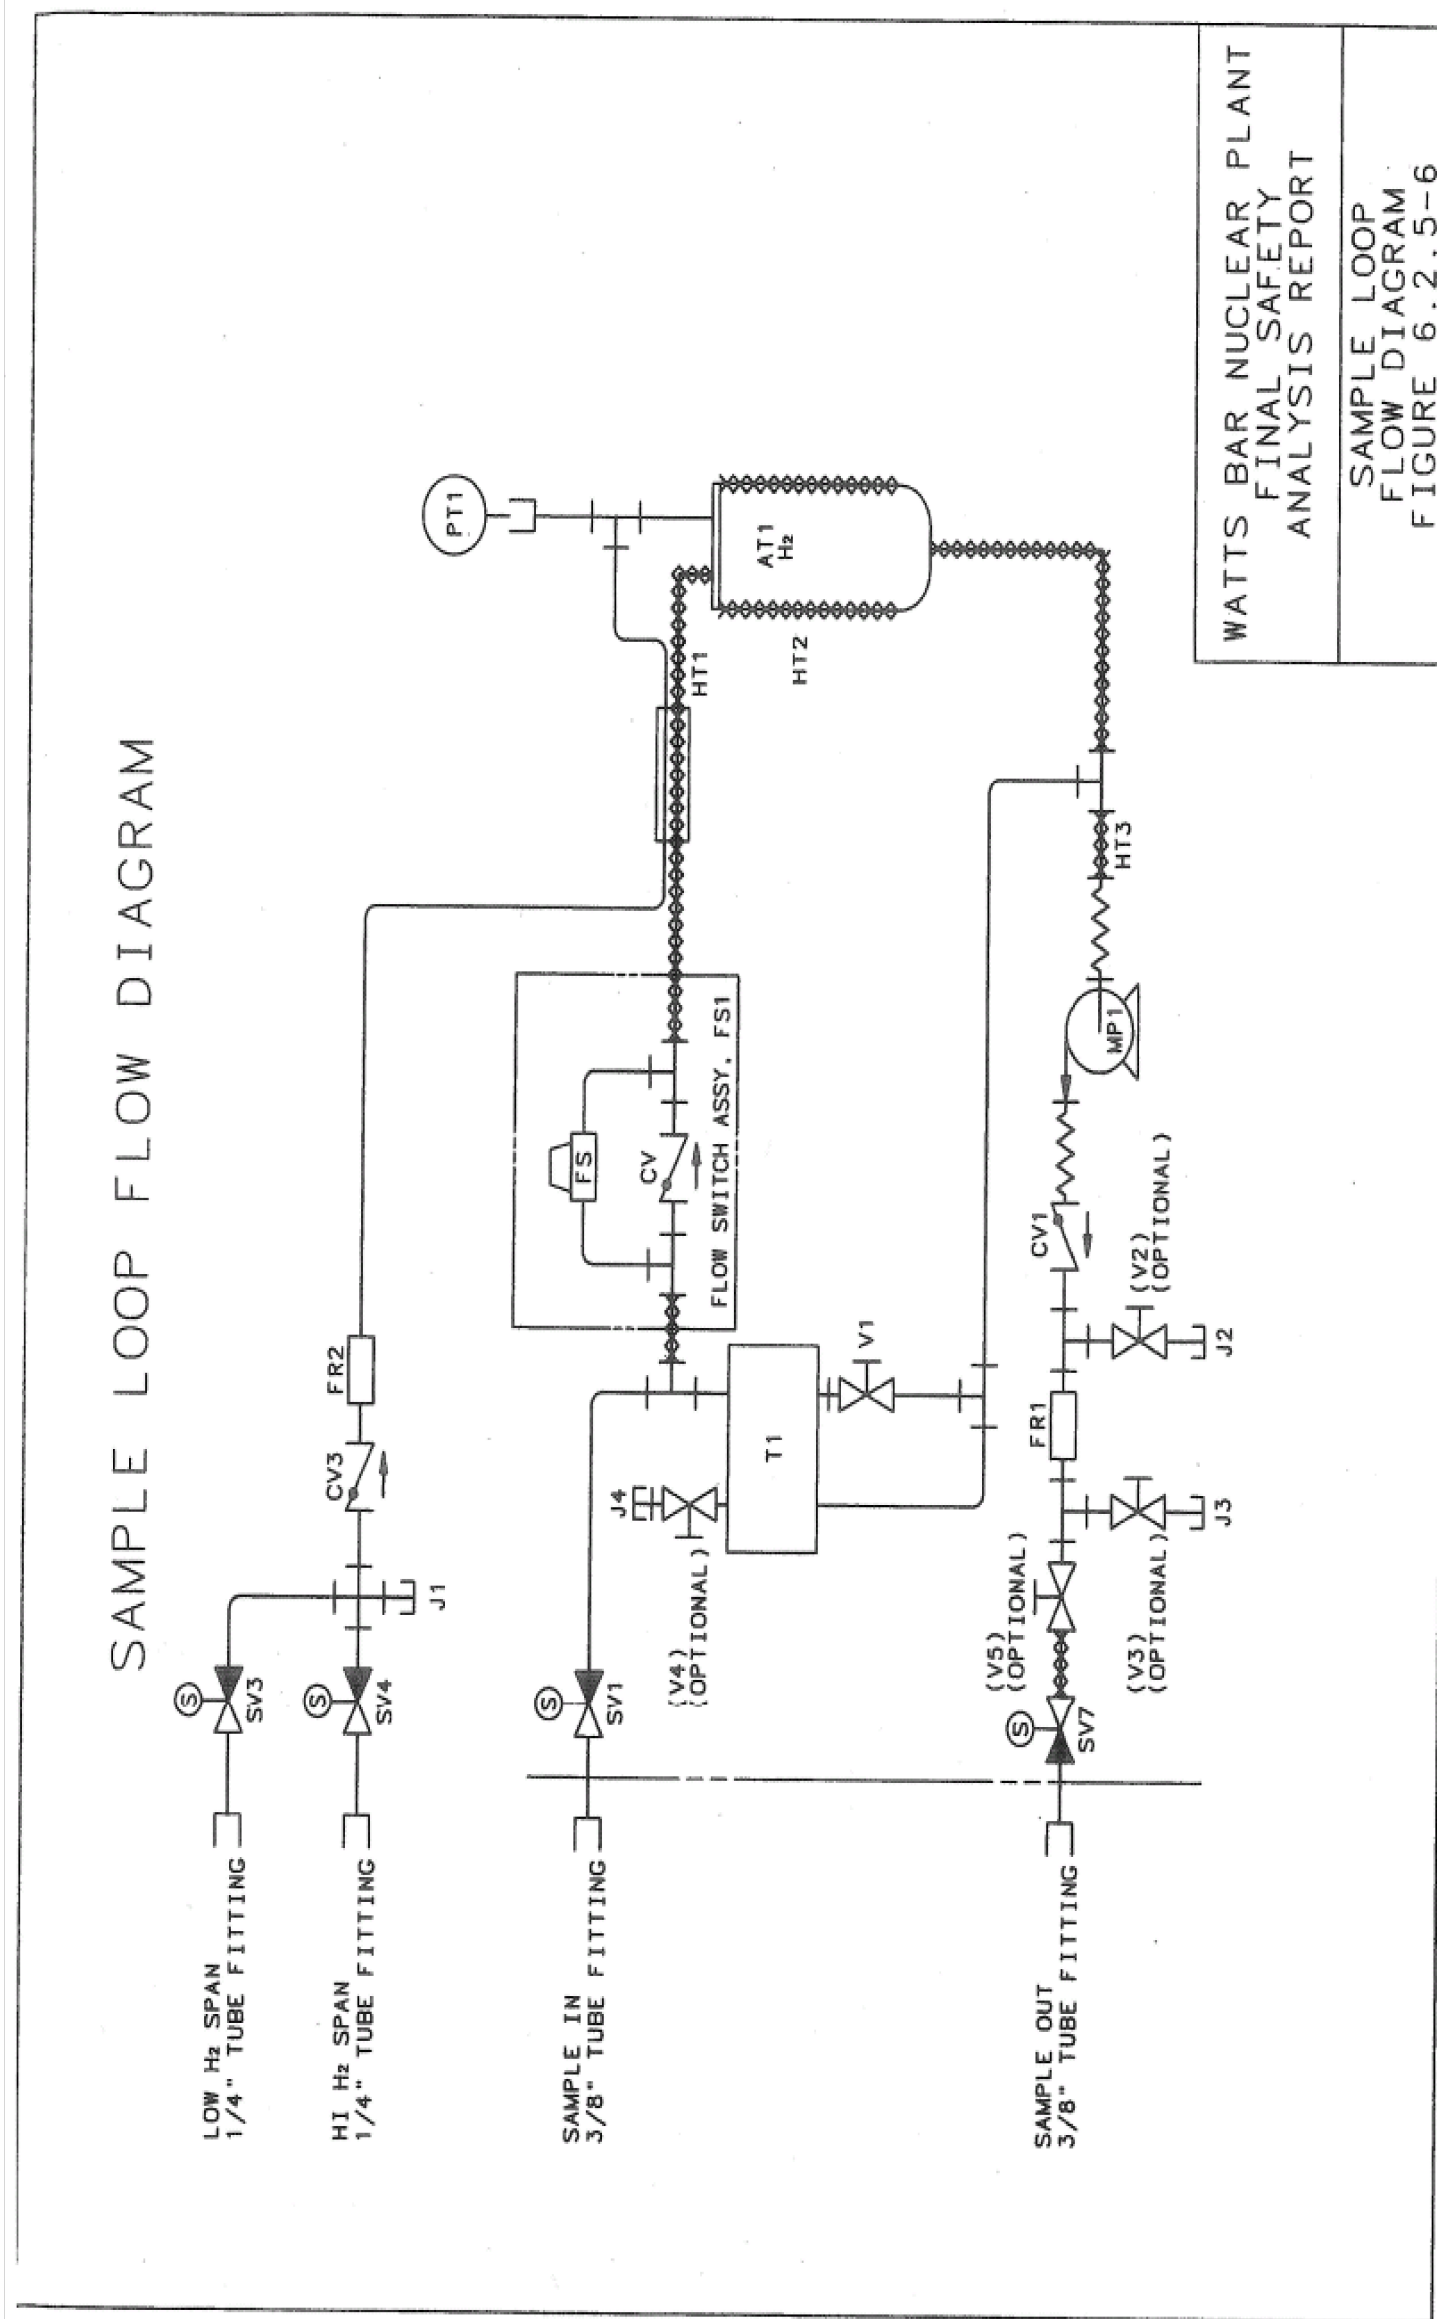 SAMPLE LOOP FLOW DIAGRAM
LOW H₂ SPAN
1/4" TUBE FITTING
S
SV3
HI H₂ SPAN
1/4" TUBE FITTING
S
SV4
J1
CV3
FR2
PT1
SAMPLE IN
3/8" TUBE FITTING
S
SV1
FS
CV
FLOW SWITCH ASSY. FS1
HT1
AT1
H₂
HT2
J4
(V4)
(OPTIONAL)
T1
V1
SAMPLE OUT
3/8" TUBE FITTING
S
SV7
(V5)
(OPTIONAL)
(V3)
(OPTIONAL)
J3
FR1
(V2)
(OPTIONAL)
J2
CV1
MP1
HT3
WATTS BAR NUCLEAR PLANT
FINAL SAFETY
ANALYSIS REPORT
SAMPLE LOOP
FLOW DIAGRAM
FIGURE 6.2.5-6